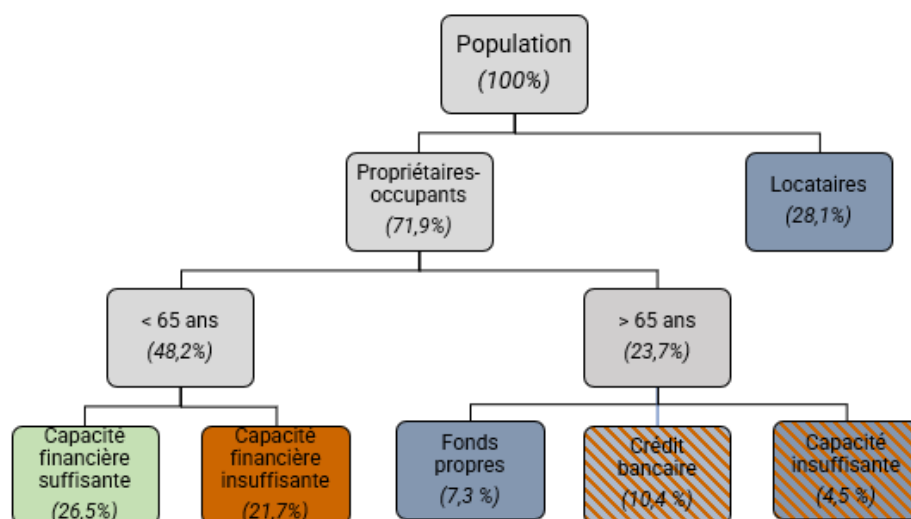 Population
(100%)
Propriétaires-
occupants
(71,9%)
Locataires
(28,1%)
< 65 ans
(48,2%)
> 65 ans
(23,7%)
Capacité
financière
suffisante
(26,5%)
Capacité
financière
insuffisante
(21,7%)
Fonds
propres
(7,3 %)
Crédit
bancaire
(10,4 %)
Capacité
insuffisante
(4,5 %)